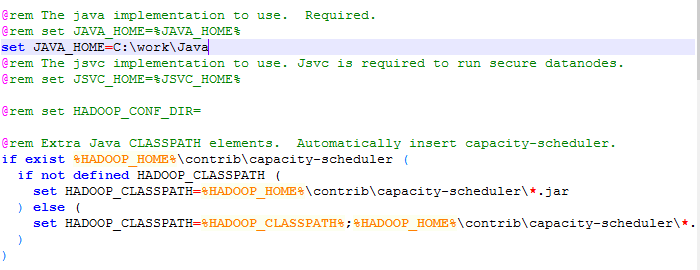 @rem The java implementation to use.  Required.
@rem set JAVA_HOME=%JAVA_HOME%
set JAVA_HOME=C:\work\Java
@rem The jsvc implementation to use. Jsvc is required to run secure datanodes.
@rem set JSVC_HOME=%JSVC_HOME%

@rem set HADOOP_CONF_DIR=

@rem Extra Java CLASSPATH elements.  Automatically insert capacity-scheduler.
if exist %HADOOP_HOME%\contrib\capacity-scheduler (
  if not defined HADOOP_CLASSPATH (
    set HADOOP_CLASSPATH=%HADOOP_HOME%\contrib\capacity-scheduler\*.jar
  ) else (
    set HADOOP_CLASSPATH=%HADOOP_CLASSPATH%;%HADOOP_HOME%\contrib\capacity-scheduler\*.
  )
)